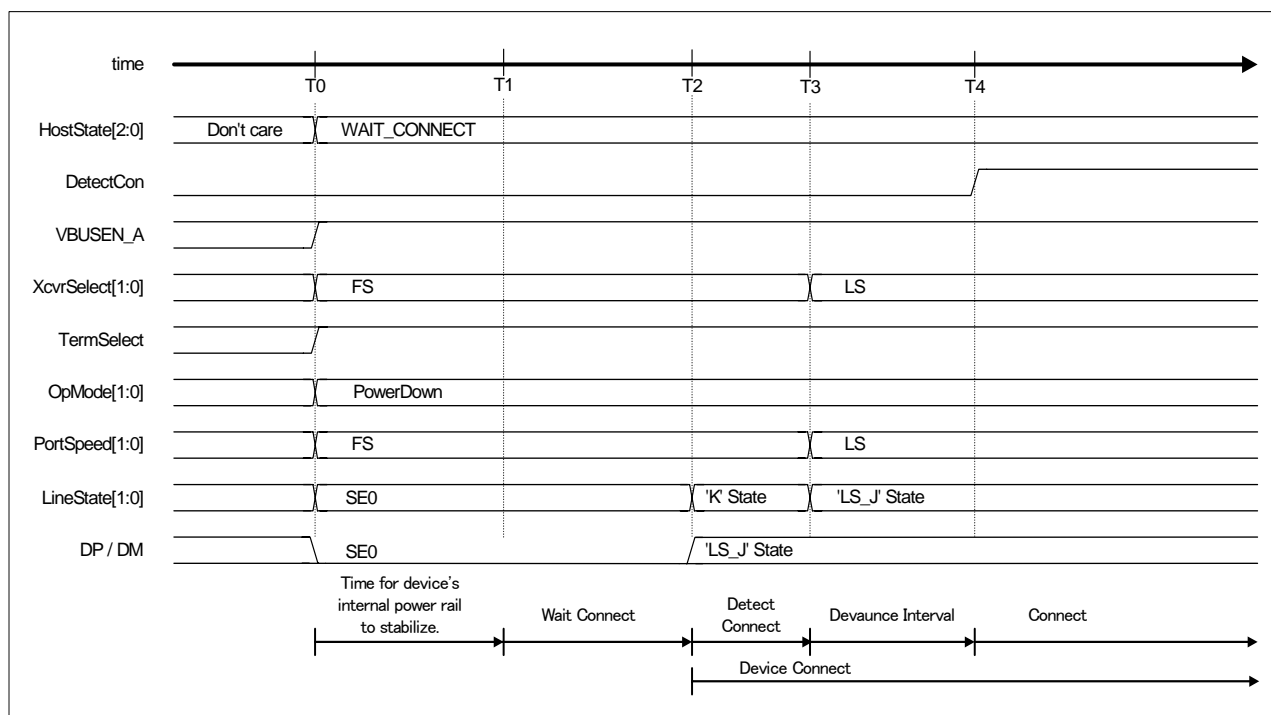 time
T0 T1 T2 T3 T4
HostState[2:0] Don't care WAIT_CONNECT
DetectCon
VBUSEN_A
XcvrSelect[1:0] FS LS
TermSelect
OpMode[1:0] PowerDown
PortSpeed[1:0] FS LS
LineState[1:0] SE0 'K' State 'LS_J' State
DP / DM SE0 'LS_J' State
Time for device's
internal power rail
to stabilize.
Wait Connect
Detect
Connect
Devaunce Interval
Connect
Device Connect